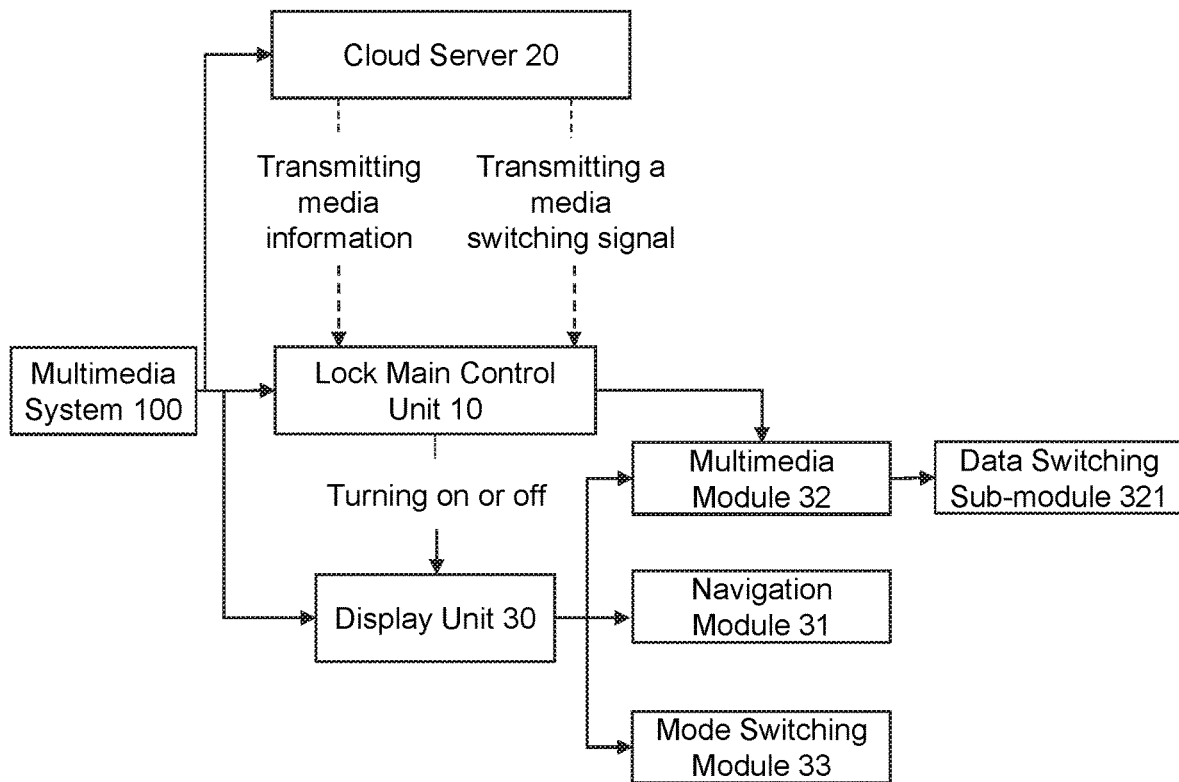 Cloud Server 20
Transmitting
media
information
Transmitting a
media
switching signal
Multimedia
System 100
Lock Main Control
Unit 10
Turning on or off
Display Unit 30
Multimedia
Module 32
Data Switching
Sub-module 321
Navigation
Module 31
Mode Switching
Module 33